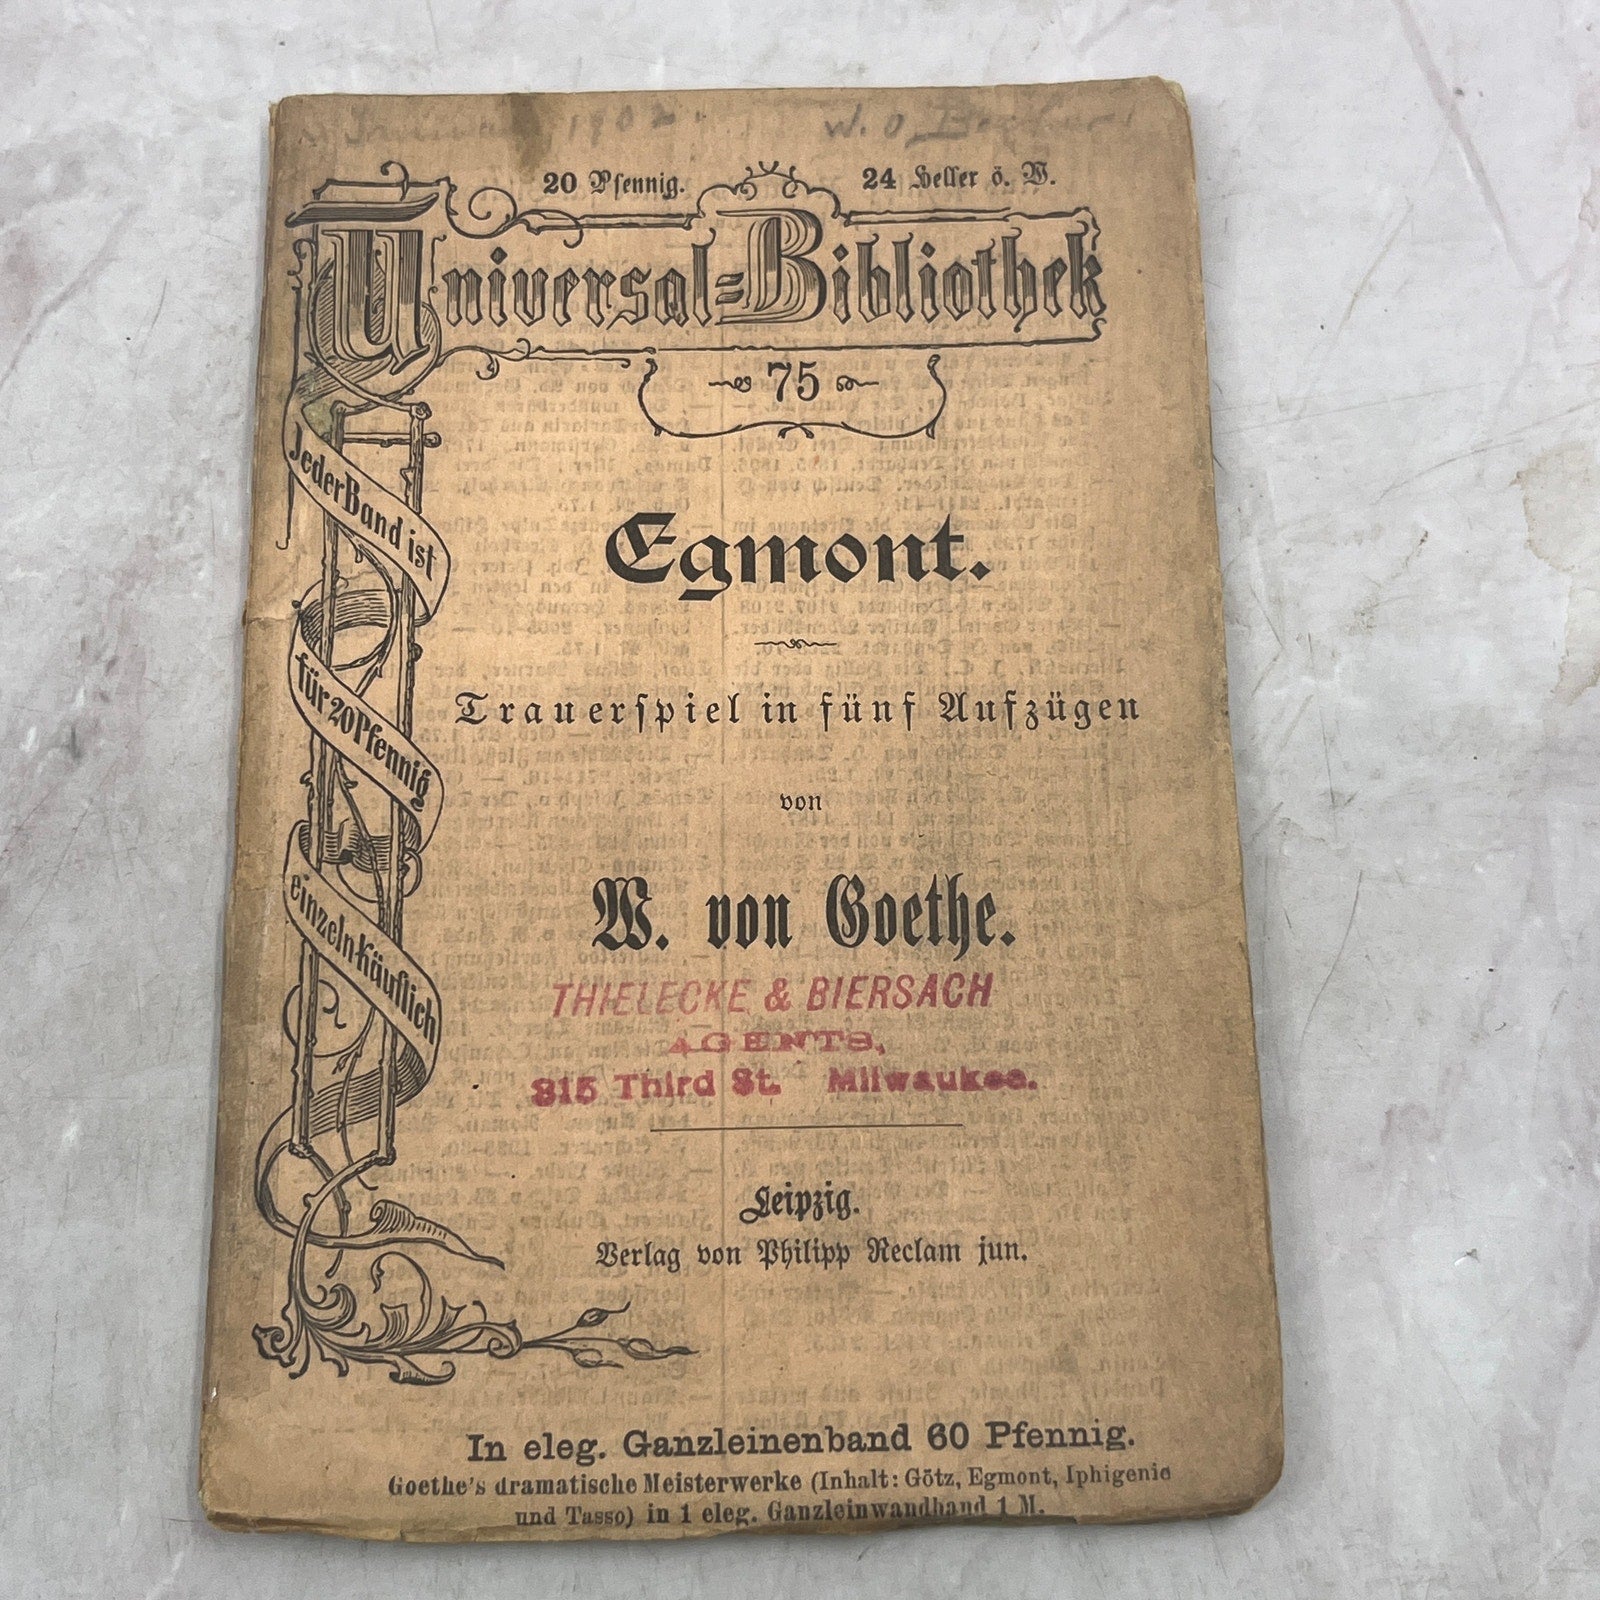 1902. W. O.
20 Pfennig. 24 Heller ö. W.
Universal=Bibliothek
75
Jeder Band ist
für 20 Pfennig
einzeln käuflich
Egmont.
Trauerspiel in fünf Aufzügen
von
W. von Goethe.
THIELECKE & BIERSACH
AGENTS,
815 Third St. Milwaukee.
Leipzig.
Verlag von Philipp Reclam jun.
In eleg. Ganzleinenband 60 Pfennig.
Goethe's dramatische Meisterwerke (Inhalt: Götz, Egmont, Iphigenie
und Tasso) in 1 eleg. Ganzleinwandband 1 M.